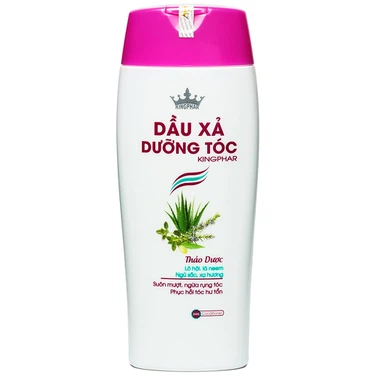 KINGPHAR
DẦU XẢ
DƯỠNG TÓC
KINGPHAR
Thảo Dược
Lô hội, lá neem
Ngũ sắc, xạ hương
Suôn mượt, ngừa rụng tóc
Phục hồi tóc hư tổn